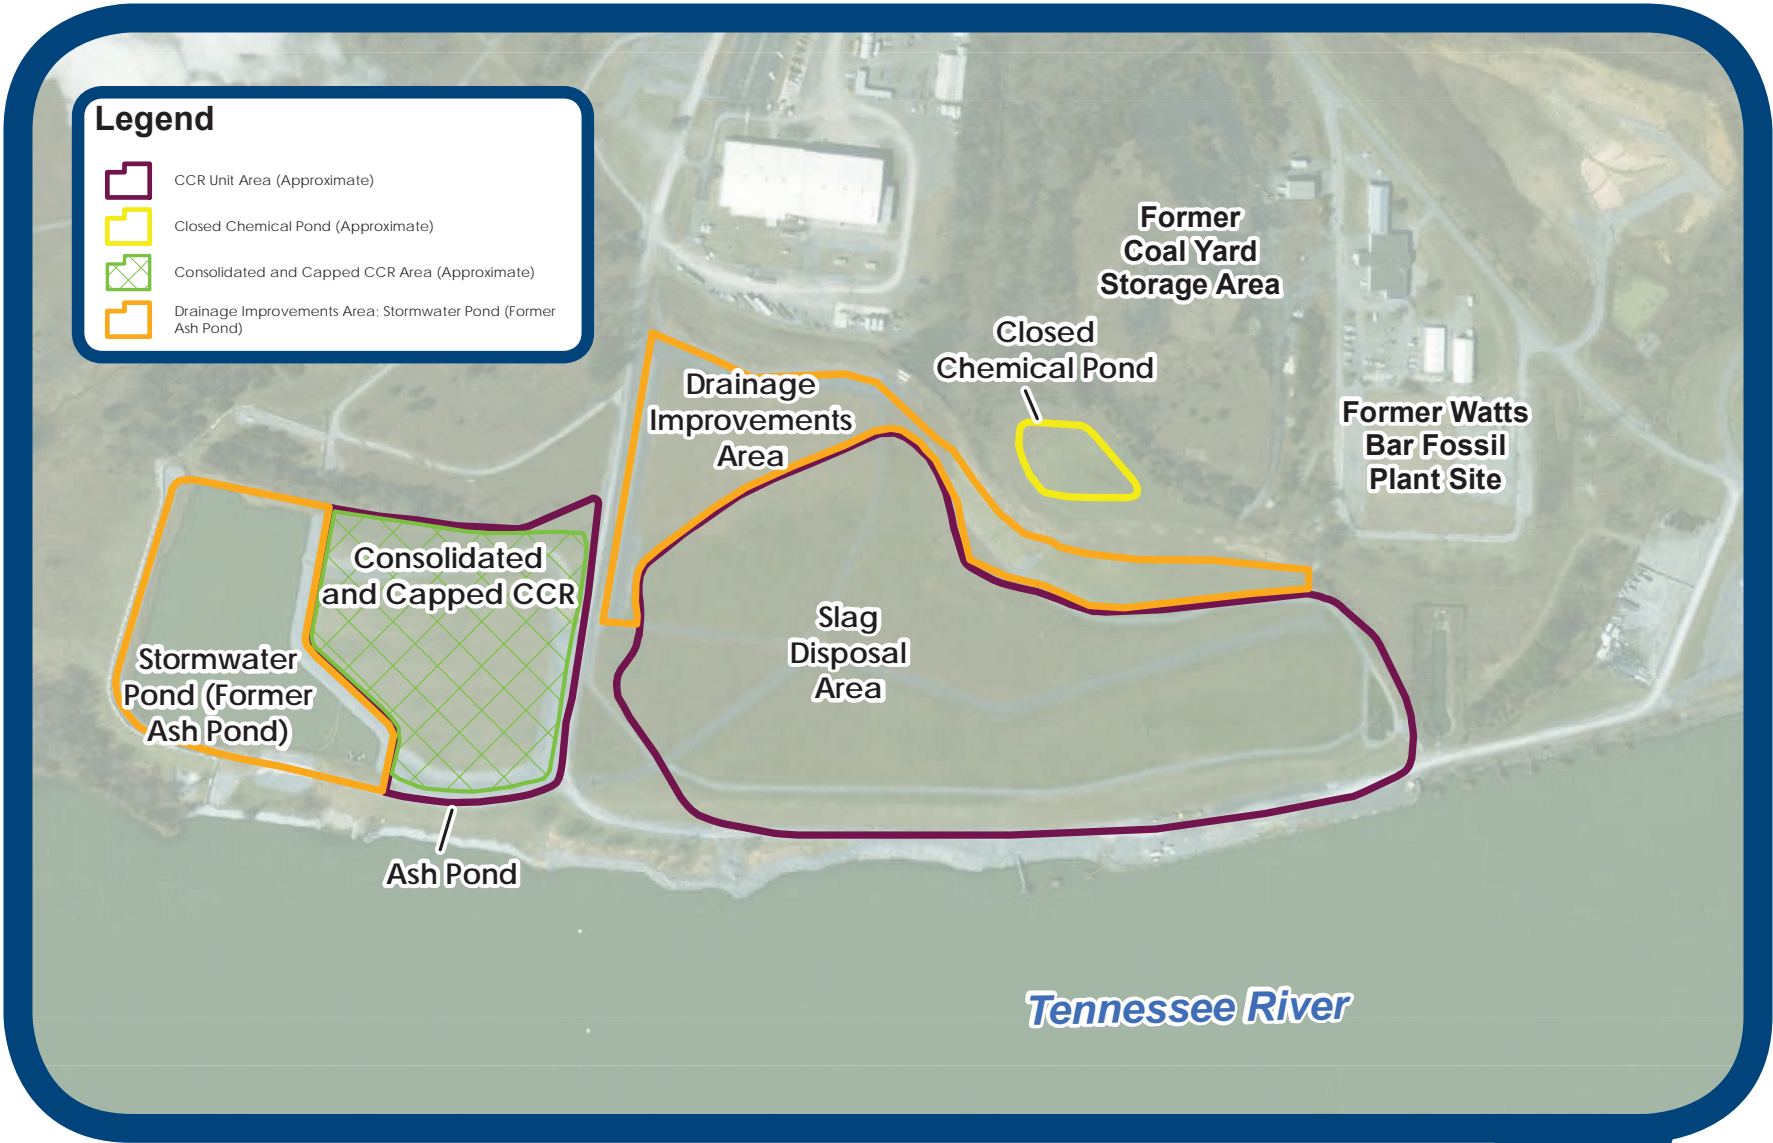 Legend
CCR Unit Area (Approximate)
Closed Chemical Pond (Approximate)
Consolidated and Capped CCR Area (Approximate)
Drainage Improvements Area; Stormwater Pond (Former
Ash Pond)
Former
Coal Yard
Storage Area
Closed
Chemical Pond
Drainage
Improvements
Area
Former Watts
Bar Fossil
Plant Site
Consolidated
and Capped CCR
Slag
Disposal
Area
Stormwater
Pond (Former
Ash Pond)
Ash Pond
Tennessee River